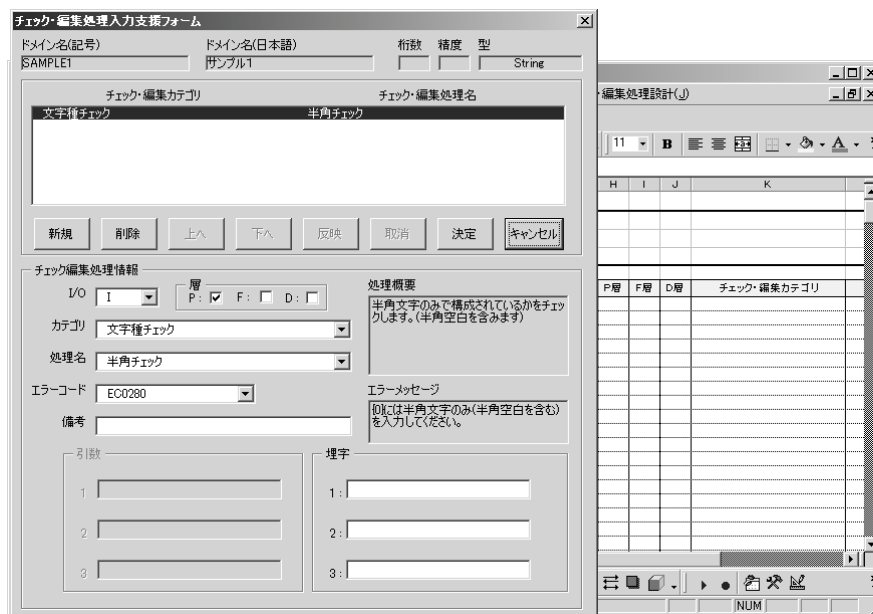 チェック・編集処理入力支援フォーム
ドメイン名(記号) ドメイン名(日本語) 桁数 精度 型
SAMPLE1 サンプル1 String
チェック・編集カテゴリ チェック・編集処理名
文字種チェック 半角チェック
新規 削除 上へ 下へ 反映 取消 決定 キャンセル
チェック編集処理情報
I/O I 層 P: F: D:
カテゴリ 文字種チェック
処理名 半角チェック
エラーコード EC0280
備考
処理概要
半角文字のみで構成されているかをチェッ
クします。(半角空白を含みます)
エラーメッセージ
{0}には半角文字のみ(半角空白を含む)
を入力してください。
引数
1
2
3
埋字
1:
2:
3:
・編集処理設計(J)
11 B A
H I J K
P層 F層 D層 チェック・編集カテゴリ
NUM